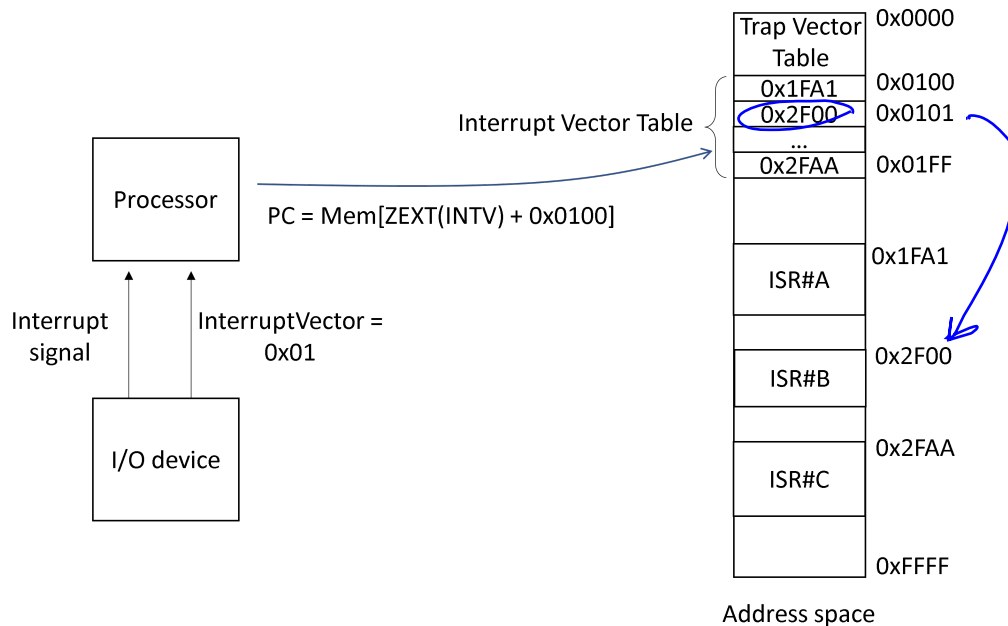 Trap Vector
Table
0x0000
0x1FA1
0x0100
Interrupt Vector Table
0x2F00
0x0101
...
0x2FAA
0x01FF
Processor
PC = Mem[ZEXT(INTV) + 0x0100]
0x1FA1
ISR#A
Interrupt
signal
InterruptVector =
0x01
0x2F00
ISR#B
I/O device
0x2FAA
ISR#C
0xFFFF
Address space